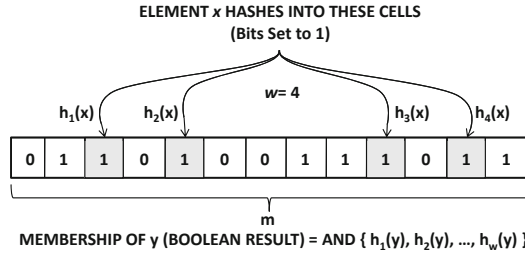 ELEMENT x HASHES INTO THESE CELLS
(Bits Set to 1)
h1(x) h2(x) w= 4 h3(x) h4(x)
0 1 1 0 1 0 0 1 1 1 0 1 1
m
MEMBERSHIP OF y (BOOLEAN RESULT) = AND { h1(y), h2(y), …, hw(y) }